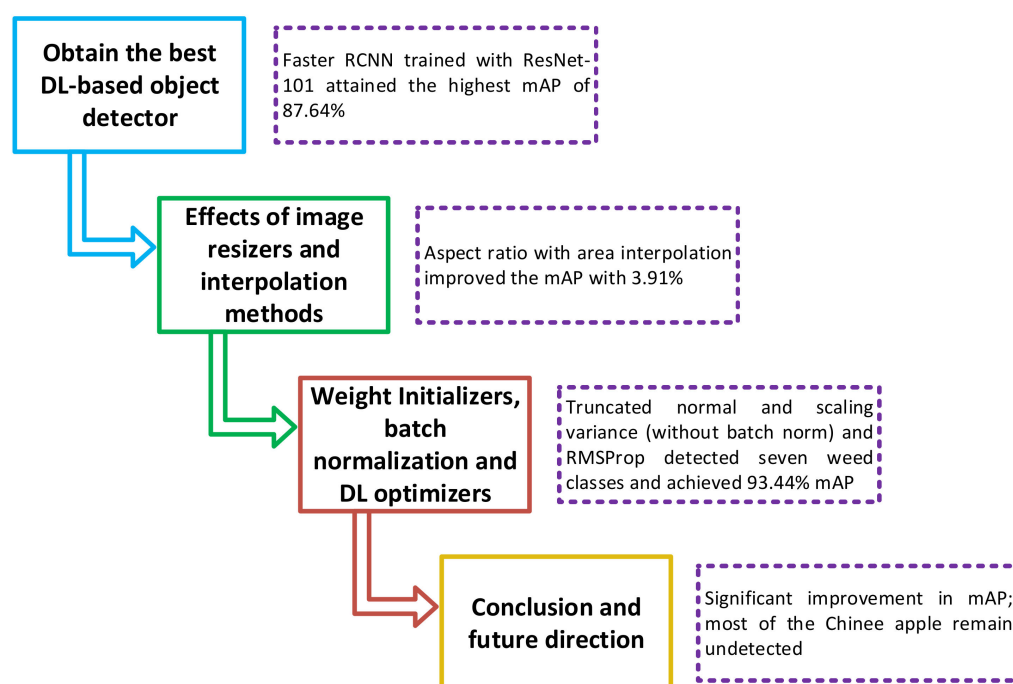 Obtain the best
DL-based object
detector
Faster RCNN trained with ResNet-
101 attained the highest mAP of
87.64%
Effects of image
resizers and
interpolation
methods
Aspect ratio with area interpolation
improved the mAP with 3.91%
Weight Initializers,
batch
normalization and
DL optimizers
Truncated normal and scaling
variance (without batch norm) and
RMSProp detected seven weed
classes and achieved 93.44% mAP
Conclusion and
future direction
Significant improvement in mAP;
most of the Chinee apple remain
undetected